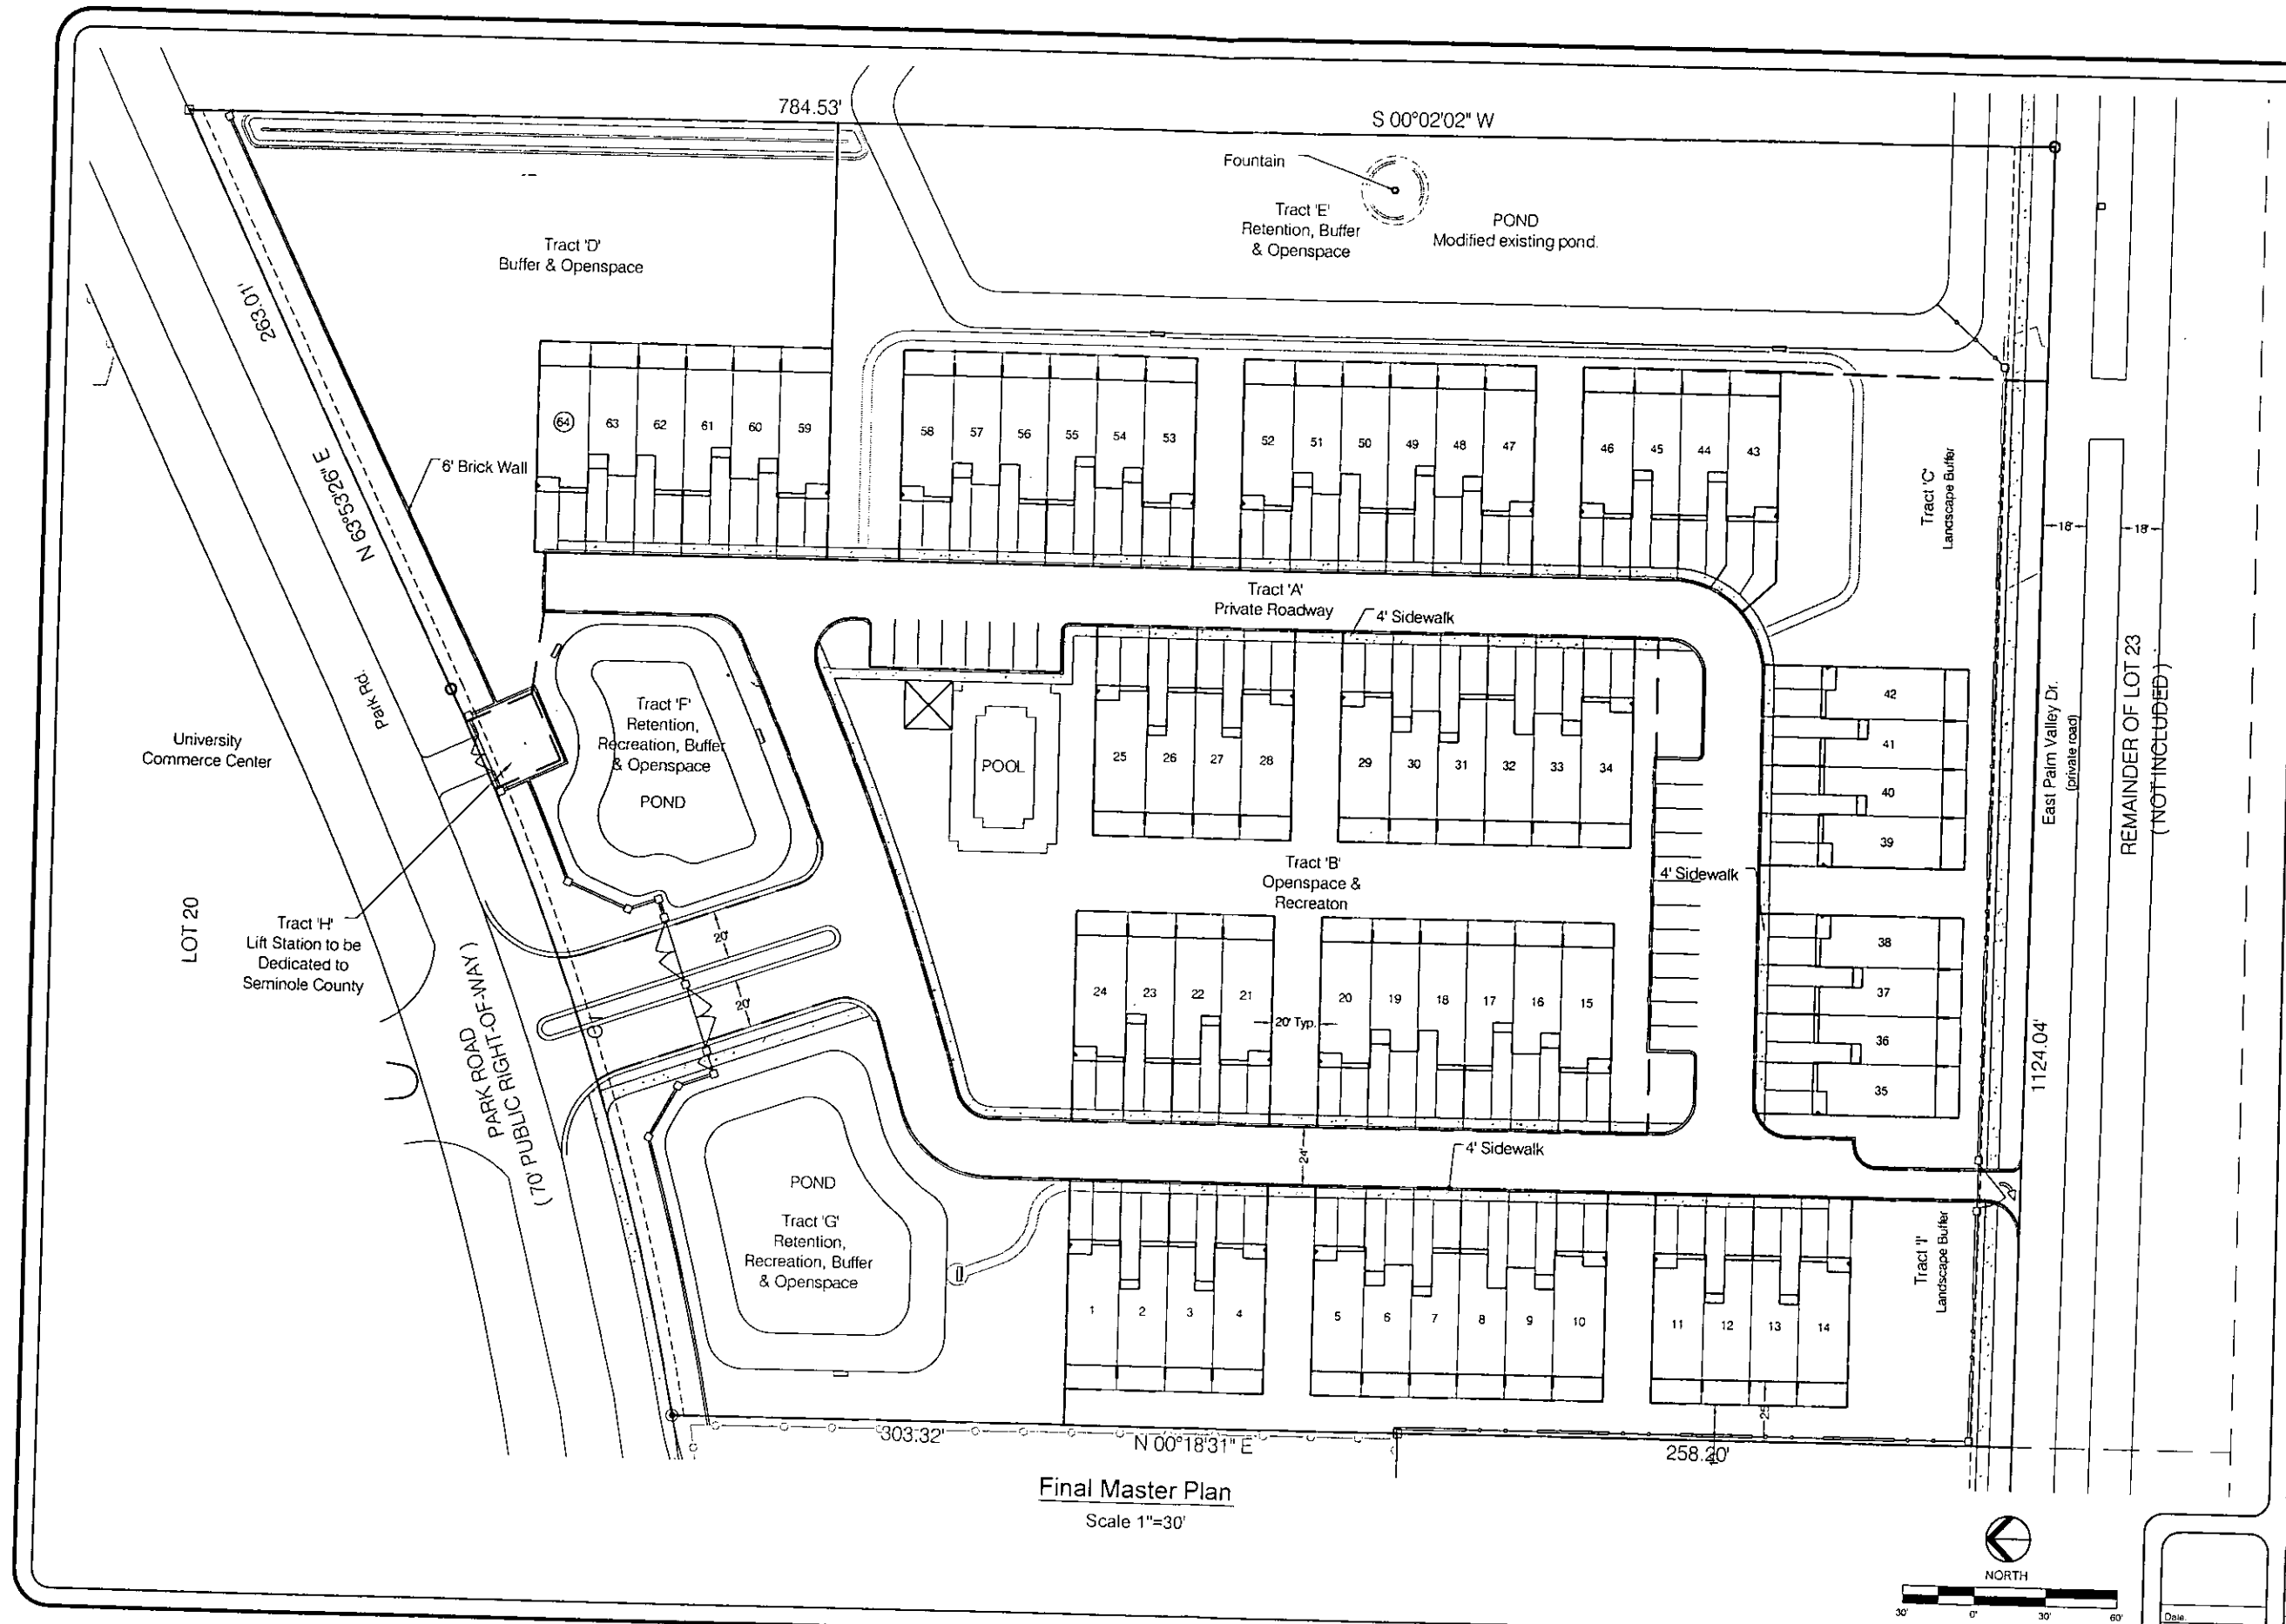 784.53'
S 00°02'02" W
Fountain
Tract 'E'
Retention, Buffer
& Openspace
POND
Modified existing pond.
Tract 'D'
Buffer & Openspace
263.01'
N 63°53'26" E
6' Brick Wall
64
63
62
61
60
59
58
57
56
55
54
53
52
51
50
49
48
47
46
45
44
43
Tract 'C'
Landscape Buffer
18'
18'
Tract 'A'
Private Roadway
4' Sidewalk
Park Rd.
University
Commerce Center
Tract 'F'
Retention,
Recreation, Buffer
& Openspace
POND
POOL
25
26
27
28
29
30
31
32
33
34
42
41
40
39
East Palm Valley Dr.
(private road)
REMAINDER OF LOT 23
( NOT INCLUDED )
Tract 'B'
Openspace &
Recreaton
4' Sidewalk
LOT 20
Tract 'H'
Lift Station to be
Dedicated to
Seminole County
20'
20'
24
23
22
21
20' Typ.
20
19
18
17
16
15
38
37
36
35
1124.04'
PARK ROAD
( 70' PUBLIC RIGHT-OF-WAY )
24'
4' Sidewalk
POND
Tract 'G'
Retention,
Recreation, Buffer
& Openspace
1
2
3
4
5
6
7
8
9
10
11
12
13
14
Tract 'I'
Landscape Buffer
25'
303.32'
N 00°18'31" E
258.20'
Final Master Plan
Scale 1"=30'
NORTH
30'
0'
30'
60'
Date.